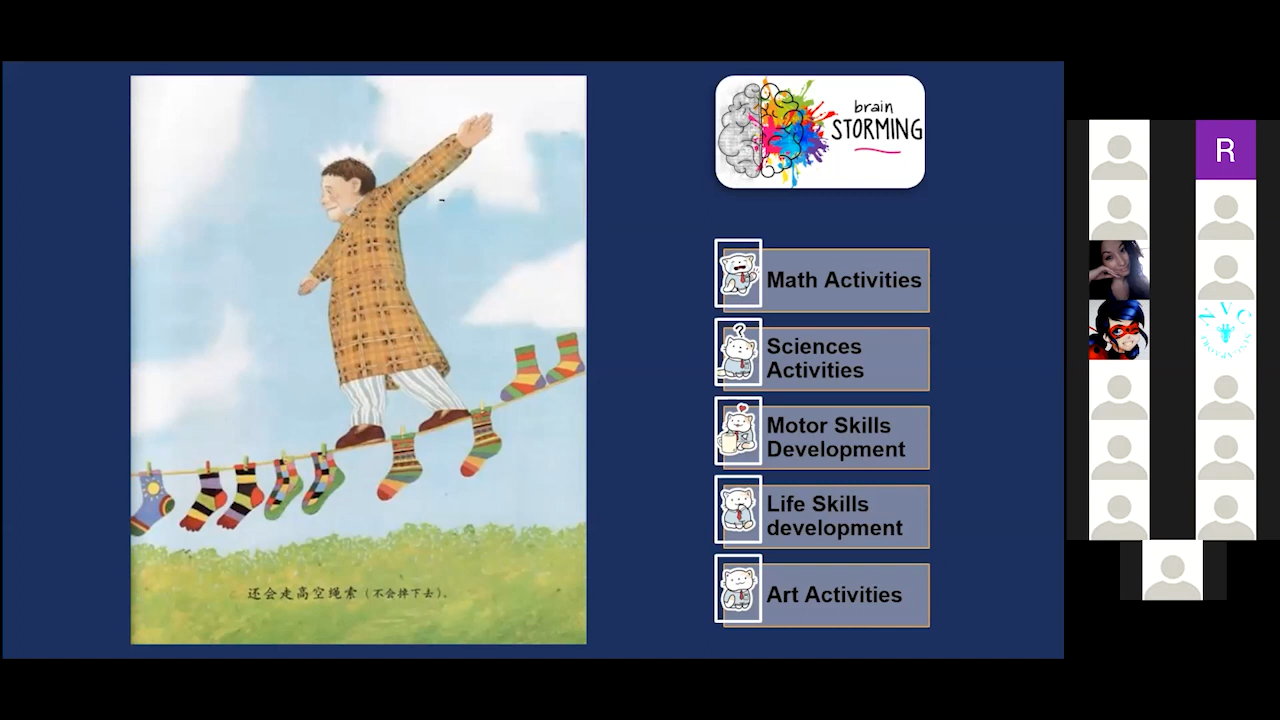 brain
STORMING
Math Activities
Sciences
Activities
Motor Skills
Development
Life Skills
development
Art Activities
还会走高空绳索（不会摔下去）。
R
NVC